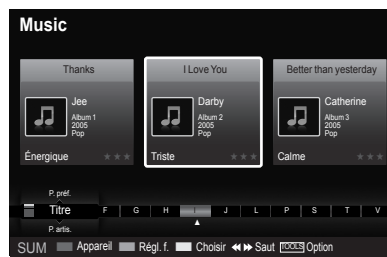 Music
Thanks
Jee
Album 1
2005
Pop
Énergique
I Love You
Darby
Album 2
2005
Pop
Triste
Better than yesterday
Catherine
Album 3
2005
Pop
Calme
P. préf.
Titre F G H I J L P S T V
P. artis.
SUM Appareil Régl. f. Choisir Saut TOOLS Option